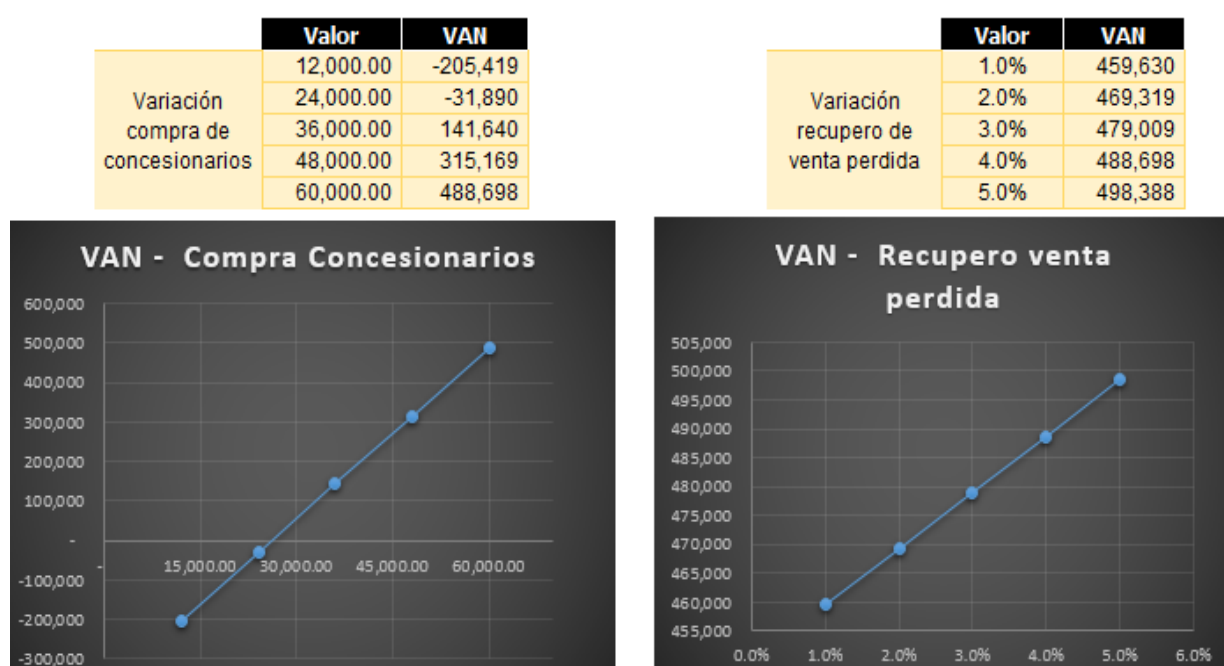 Valor VAN
12,000.00 -205,419
Variación 24,000.00 -31,890
compra de 36,000.00 141,640
concesionarios 48,000.00 315,169
60,000.00 488,698
Valor VAN
1.0% 459,630
Variación 2.0% 469,319
recupero de 3.0% 479,009
venta perdida 4.0% 488,698
5.0% 498,388
VAN - Compra Concesionarios
600,000
500,000
400,000
300,000
200,000
100,000
-
- 15,000.00 30,000.00 45,000.00 60,000.00
-100,000
-200,000
-300,000
VAN - Recupero venta
perdida
505,000
500,000
495,000
490,000
485,000
480,000
475,000
470,000
465,000
460,000
455,000
0.0% 1.0% 2.0% 3.0% 4.0% 5.0% 6.0%